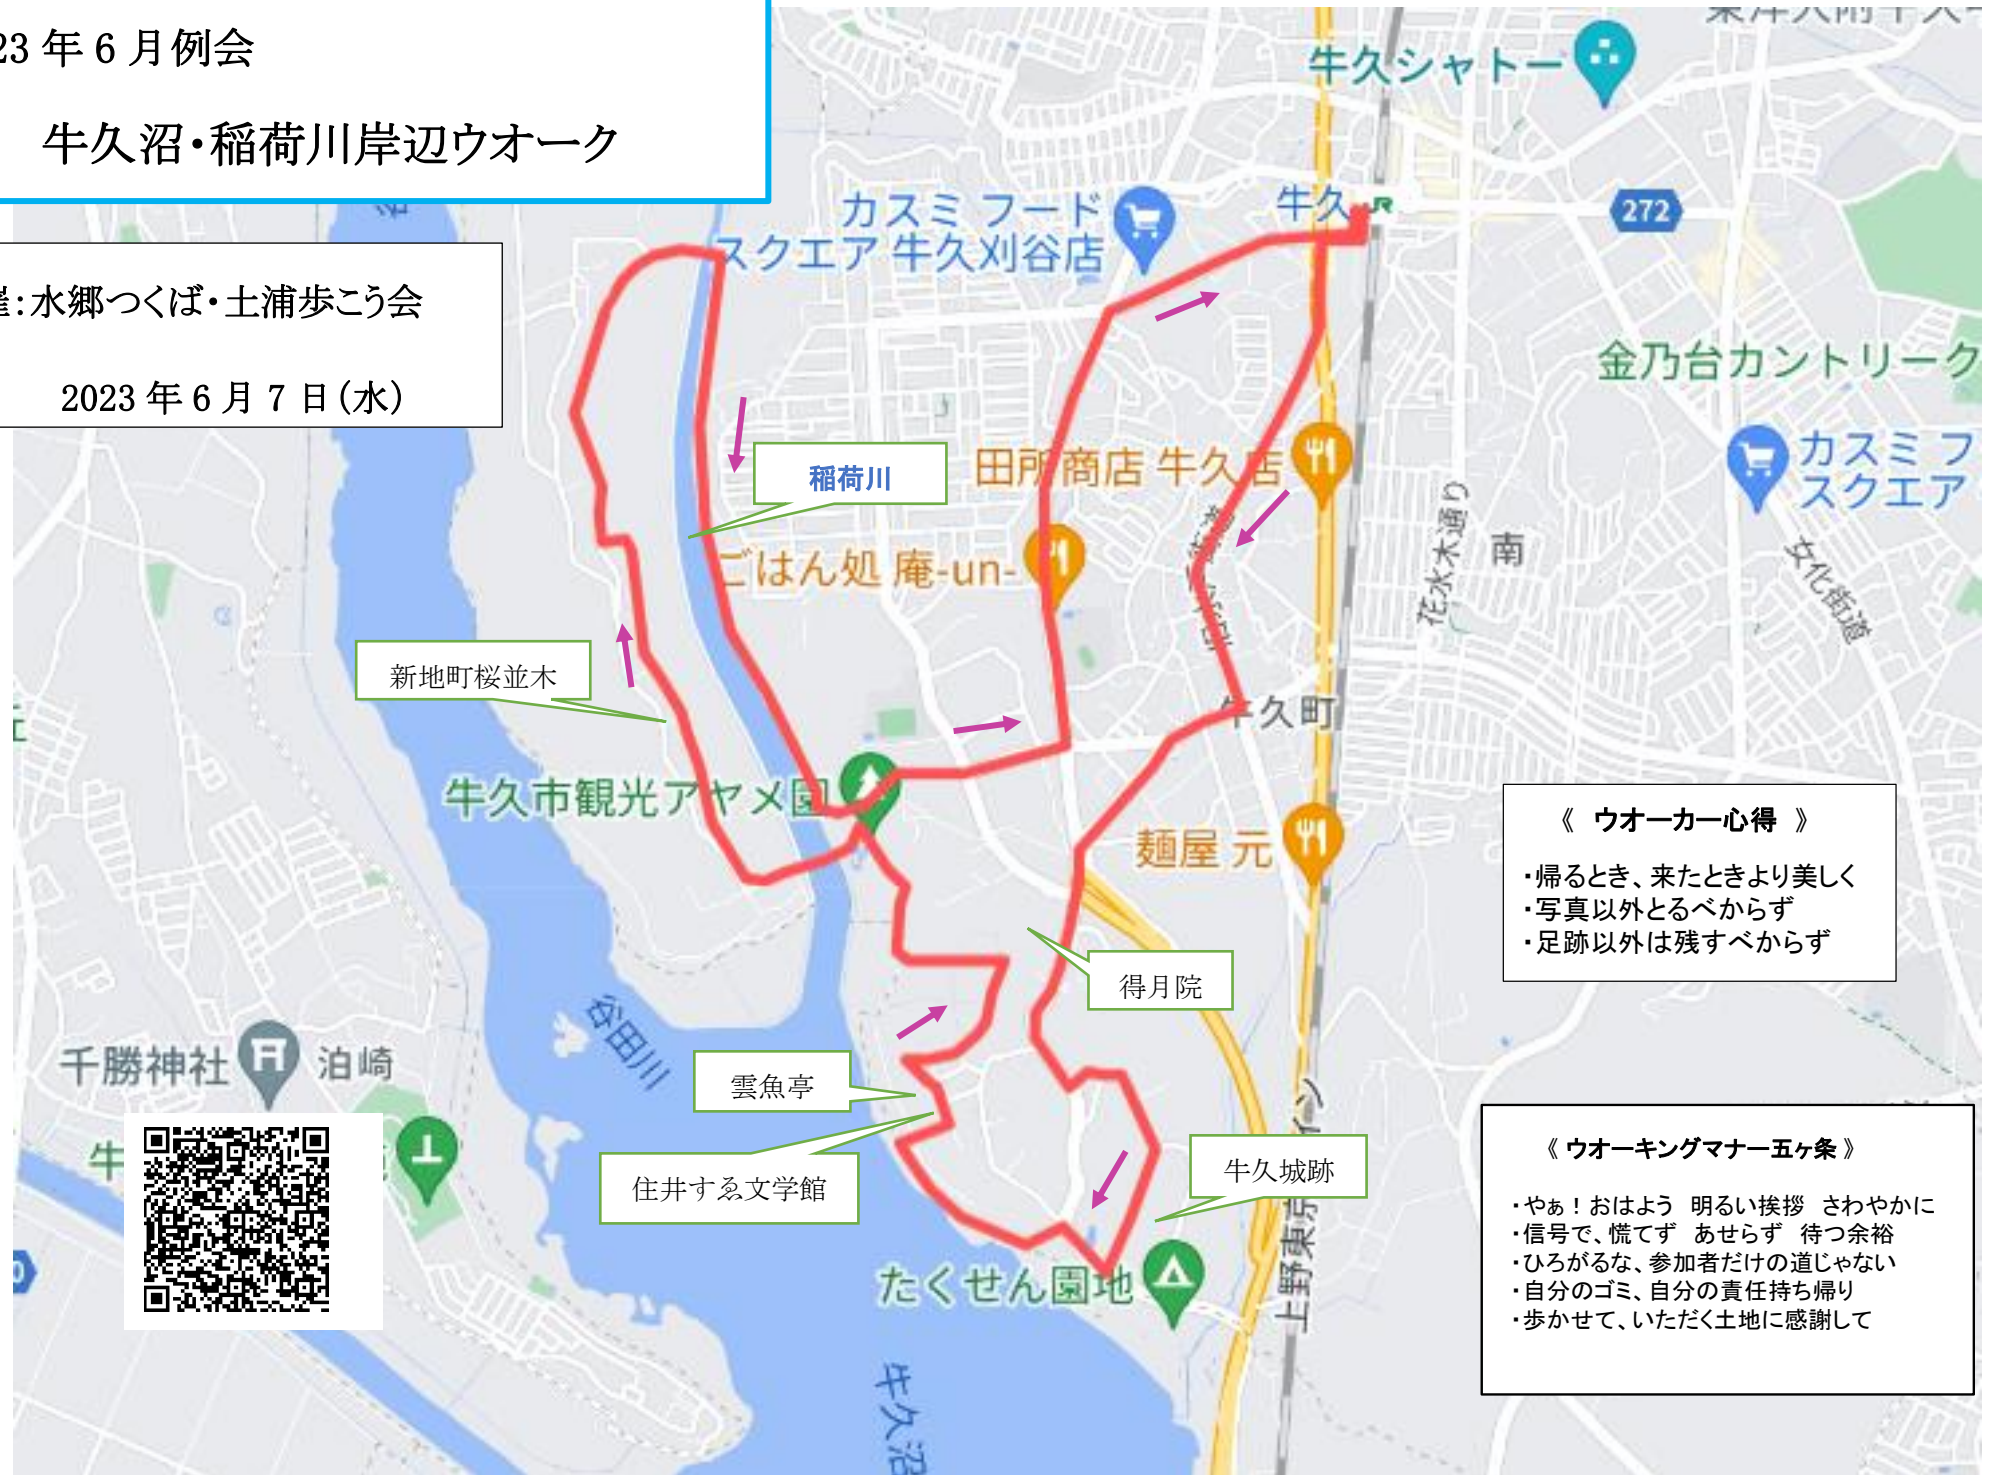 23 年 6 月例会
牛久沼・稲荷川岸辺ウオーク
:水郷つくば・土浦歩こう会
2023 年 6 月 7 日(水)
牛久シャトー
カスミ フード
スクエア 牛久刈谷店
牛久
JR
272
金乃台カントリーク
カスミ フ
スクエア
稲荷川
田所商店 牛久店
ごはん処 庵-un-
花水木通り
南
女化街道
新地町桜並木
牛久町
牛久市観光アヤメ園
麺屋 元
《 ウオーカー心得 》
・帰るとき、来たときより美しく
・写真以外とるべからず
・足跡以外は残すべからず
得月院
谷田川
千勝神社
泊崎
雲魚亭
住井すゑ文学館
牛久城跡
牛
たくせん園地
上野東京
イン
牛久沼
《 ウオーキングマナー五ヶ条 》
・やぁ！おはよう 明るい挨拶 さわやかに
・信号で、慌てず あせらず 待つ余裕
・ひろがるな、参加者だけの道じゃない
・自分のゴミ、自分の責任持ち帰り
・歩かせて、いただく土地に感謝して